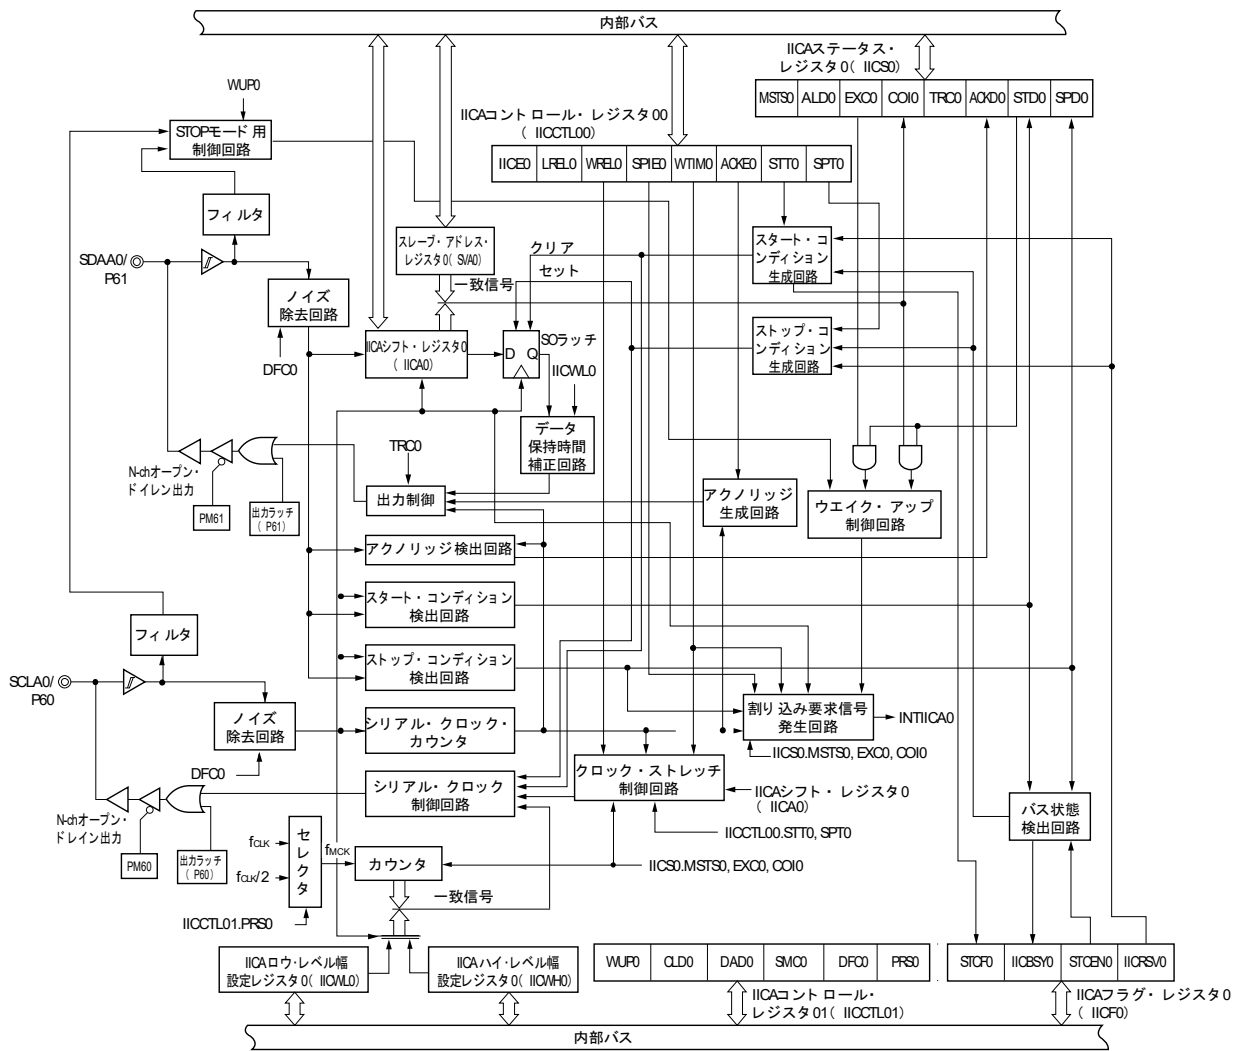 内部バス
IICAステータス・
レジスタ0( IICS0)
MSTS0 ALD0 EXC0 COI0 TRC0 ACKD0 STD0 SPD0
WUP0
IICAコントロール・レジスタ00
( IICCTL00)
STOPモード 用
制御回路
IICE0 LREL0 WREL0 SPIE0 WTIM0 ACKE0 STT0 SPT0
フィルタ
スレーブ・アドレス・
レジスタ0( SVA0)
クリア
セット
スタート・コ
ンディション
生成回路
SDAA0/
P61
一致信号
ノイズ
除去回路
DFC0
IICAシフト・レジスタ0
( IICA0)
SOラッチ
D Q
IICWL0
ストップ・コ
ンディション
生成回路
データ
保持時間
補正回路
TRC0
N-chオープン・
ドイレン出力
PM61
出力ラッチ
( P61)
出力制御
アクノリッジ
生成回路
ウエイク・アップ
制御回路
アクノリッジ検出回路
スタート・コンディション
検出回路
フィルタ
ストップ・コンディション
検出回路
SCLA0/
P60
ノイズ
除去回路
DFC0
シリアル・クロック・
カウンタ
割り込み要求信号
発生回路
INTIICA0
IICS0.MSTS0, EXC0, COI0
シリアル・クロック
制御回路
クロック・ストレッチ
制御回路
IICAシフト・レジスタ0
( IICA0)
バス状態
検出回路
N-chオープン・
ドレイン出力
PM60
出力ラッチ
( P60)
IICCTL00.STT0, SPT0
fCLK
fCLK/2
セレクタ
fMCK
カウンタ
IICS0.MSTS0, EXC0, COI0
一致信号
IICCTL01.PRS0
IICAロウ・レベル幅
設定レジスタ0( IICWL0)
IICAハイ・レベル幅
設定レジスタ0( IICWH0)
WUP0 CLD0 DAD0 SMC0 DFC0 PRS0
STCF0 IICBSY0 STCEN0 IICRSV0
IICAコントロール・
レジスタ01( IICCTL01)
IICAフラグ・レジスタ0
( IICF0)
内部バス